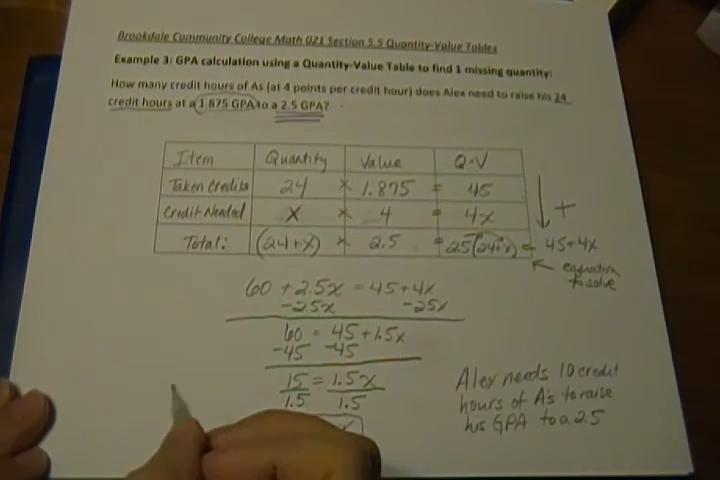 Brookdale Community College Math 021 Section 5.5 Quantity-Value Tables
Example 3: GPA calculation using a Quantity-Value Table to find 1 missing quantity:
How many credit hours of As (at 4 points per credit hour) does Alex need to raise his 24
credit hours at a 1.875 GPA to a 2.5 GPA?
Item Quantity Value Q·V
Taken Credits 24 × 1.875 = 45
Credit Needed x × 4 = 4x
Total: (24+x) × 2.5 = 2.5(24+x) = 45+4x
+
equation
to solve
60 + 2.5x = 45 + 4x
-2.5x -2.5x
60 = 45 + 1.5x
-45 -45
15 = 1.5x
1.5 1.5
Alex needs 10 credit
hours of A's to raise
his GPA to a 2.5